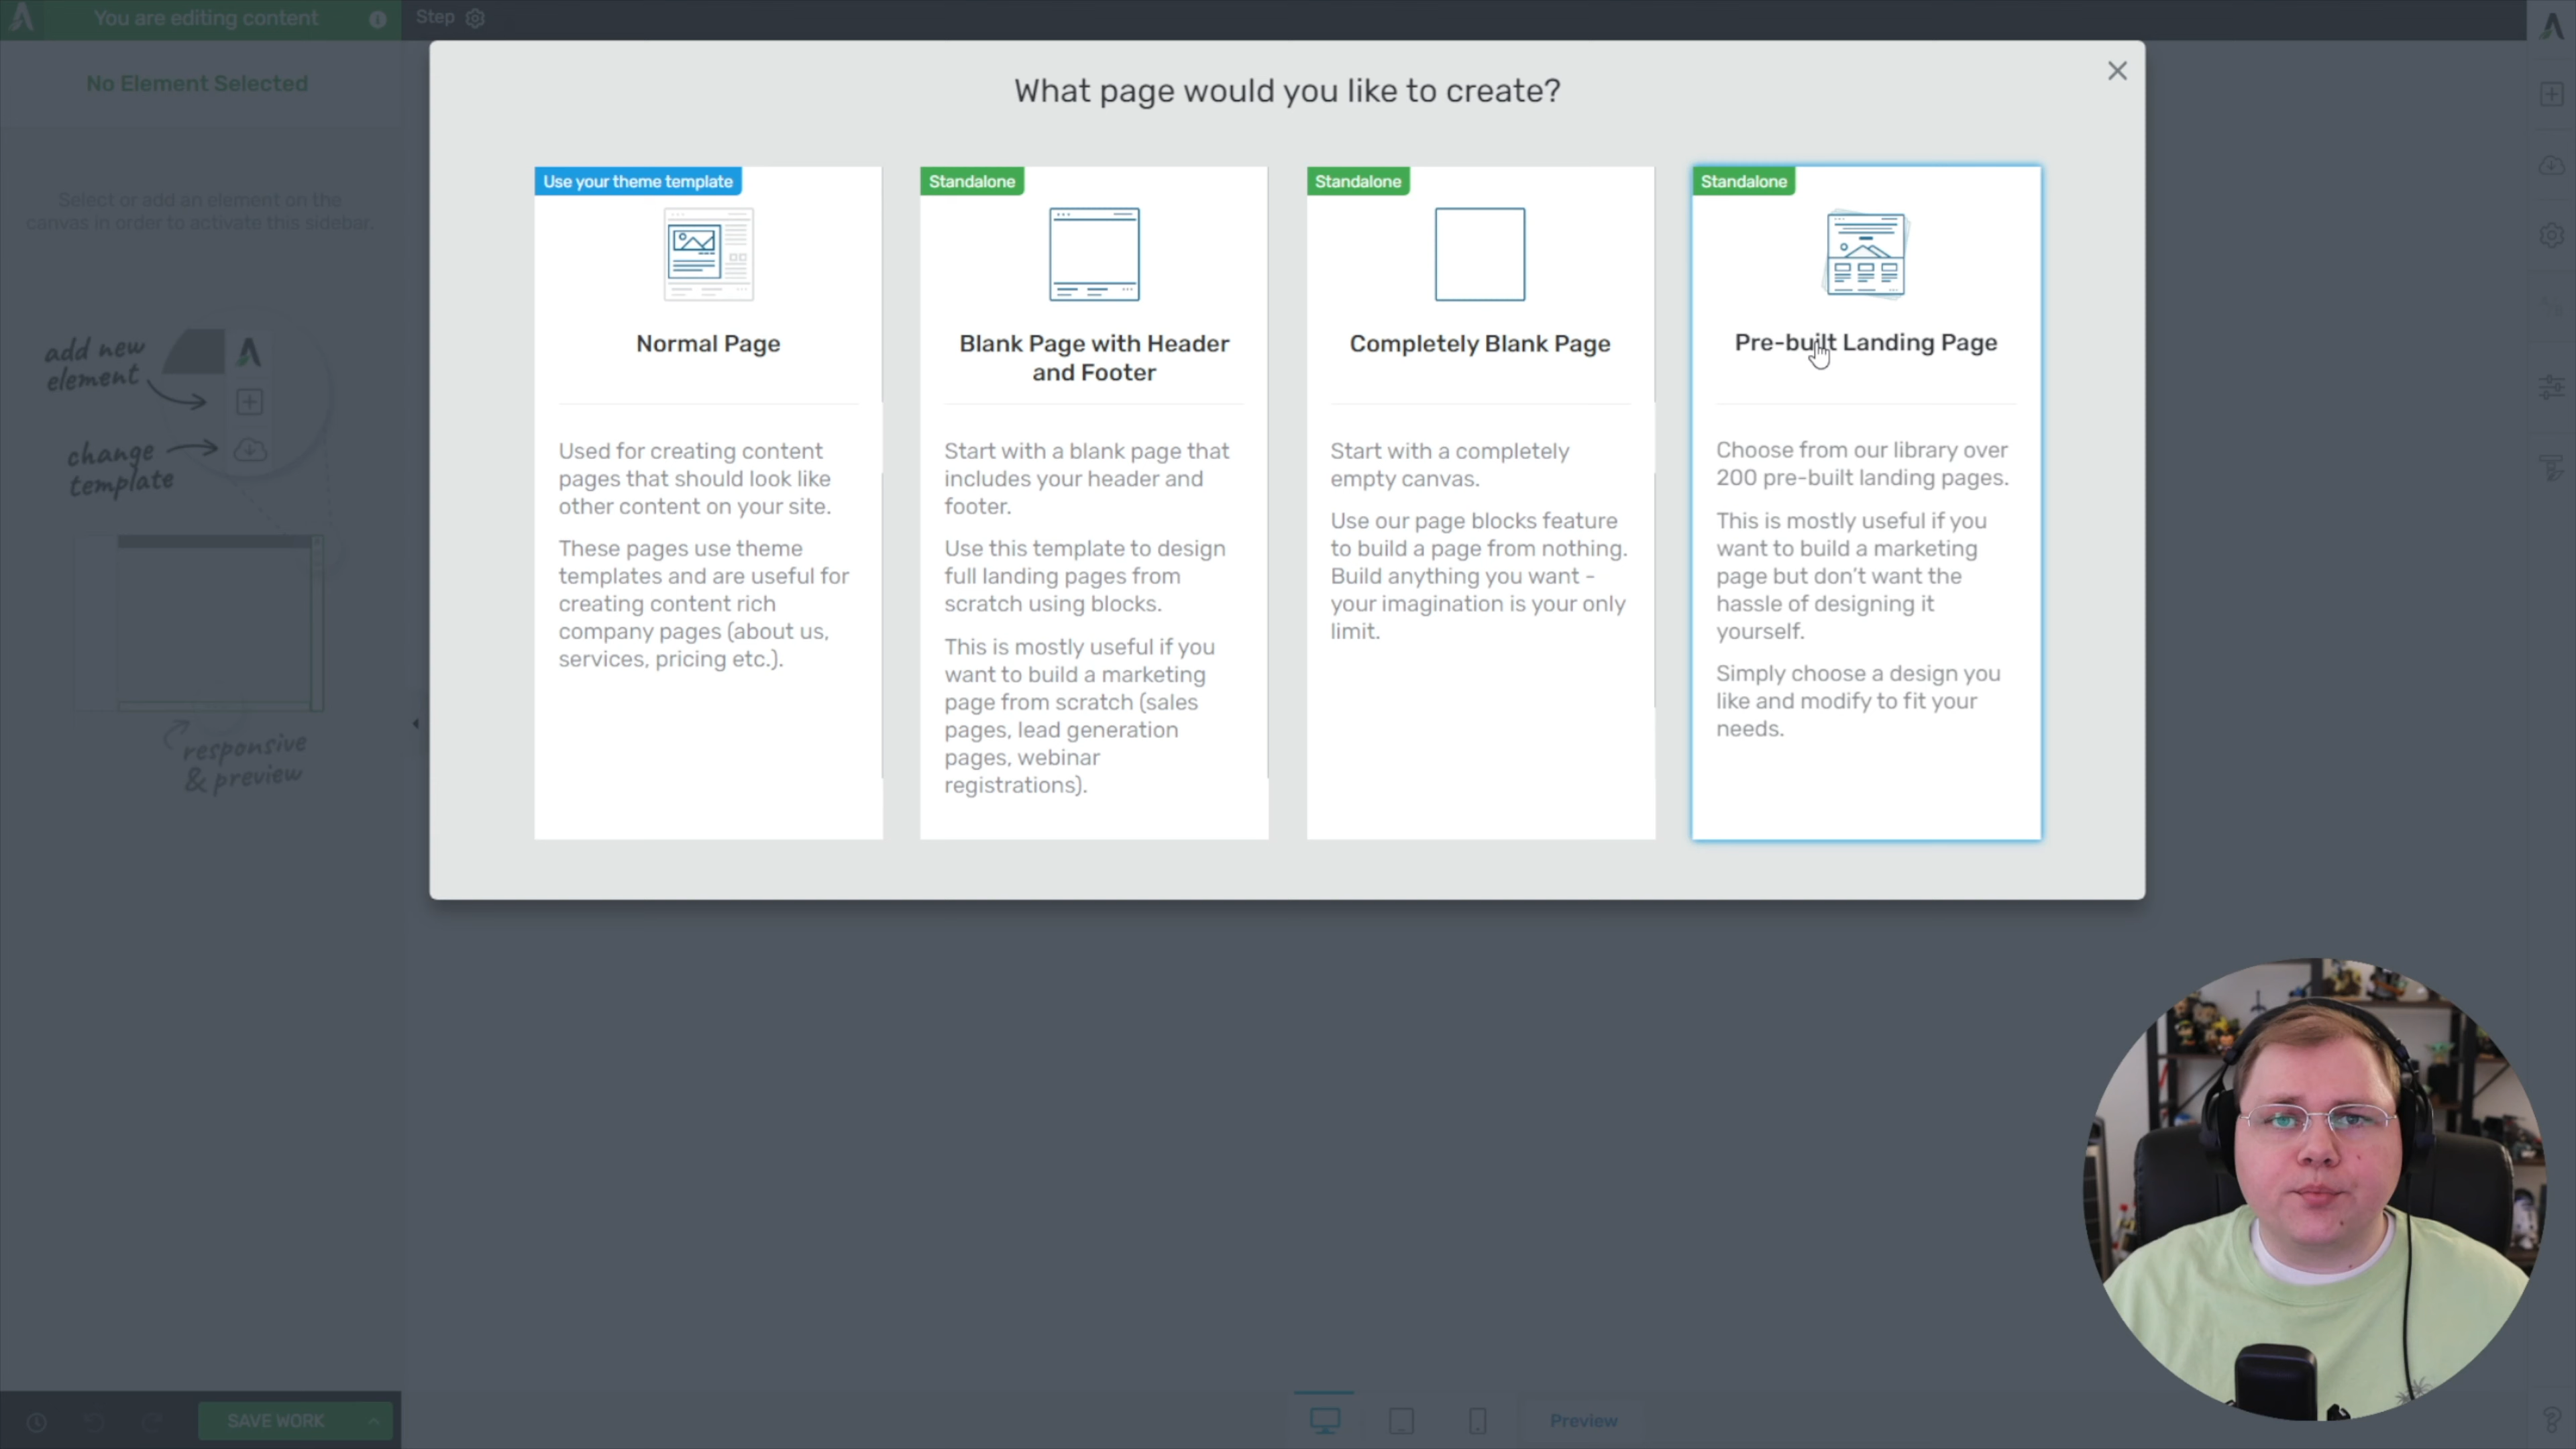 You are editing content
Step
No Element Selected
Select or add an element on the
canvas in order to activate this sidebar.
add new
element
change
template
responsive
& preview
SAVE WORK
What page would you like to create?
Use your theme template
Normal Page
Used for creating content
pages that should look like
other content on your site.
These pages use theme
templates and are useful for
creating content rich
company pages (about us,
services, pricing etc.).
Standalone
Blank Page with Header
and Footer
Start with a blank page that
includes your header and
footer.
Use this template to design
full landing pages from
scratch using blocks.
This is mostly useful if you
want to build a marketing
page from scratch (sales
pages, lead generation
pages, webinar
registrations).
Standalone
Completely Blank Page
Start with a completely
empty canvas.
Use our page blocks feature
to build a page from nothing.
Build anything you want -
your imagination is your only
limit.
Standalone
Pre-built Landing Page
Choose from our library over
200 pre-built landing pages.
This is mostly useful if you
want to build a marketing
page but don't want the
hassle of designing it
yourself.
Simply choose a design you
like and modify to fit your
needs.
Preview